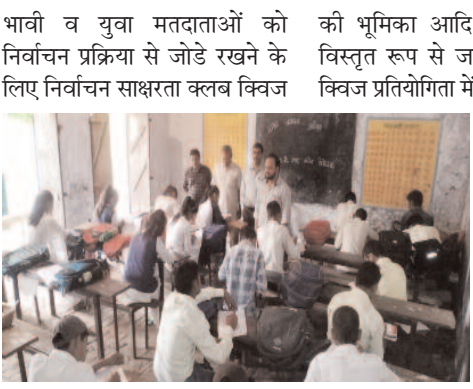 भावी व युवा मतदाताओं को
निर्वाचन प्रक्रिया से जोडे रखने के
लिए निर्वाचन साक्षरता क्लब क्विज
की भूमिका आदि
विस्तृत रूप से ज
क्विज प्रतियोगिता में